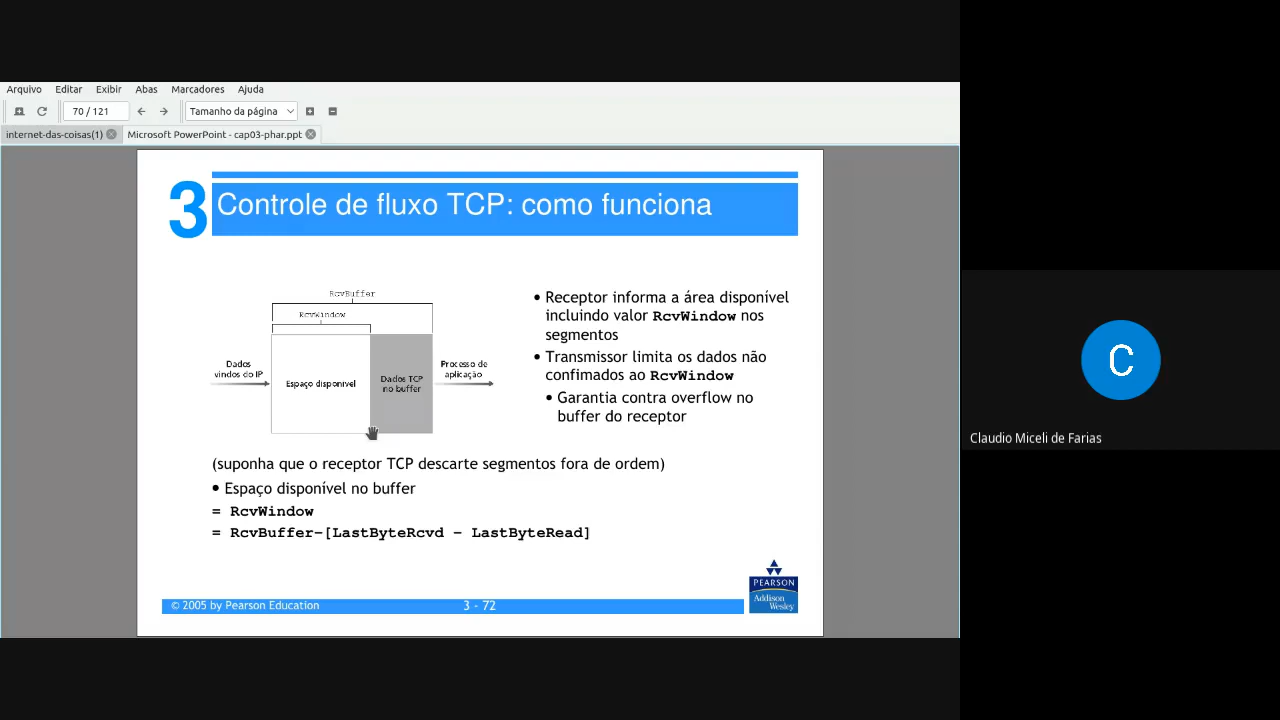 Arquivo Editar Exibir Abas Marcadores Ajuda
70 / 121 Tamanho da página
internet-das-coisas(1) Microsoft PowerPoint - cap03-phar.ppt
3 Controle de fluxo TCP: como funciona
RcvBuffer
RcvWindow
Dados
vindos do IP
Espaço disponível
Dados TCP
no buffer
Processo de
aplicação
• Receptor informa a área disponível
incluindo valor RcvWindow nos
segmentos
• Transmissor limita os dados não
confimados ao RcvWindow
• Garantia contra overflow no
buffer do receptor
(suponha que o receptor TCP descarte segmentos fora de ordem)
• Espaço disponível no buffer
= RcvWindow
= RcvBuffer-[LastByteRcvd - LastByteRead]
PEARSON
Addison
Wesley
© 2005 by Pearson Education 3 - 72
C
Claudio Miceli de Farias